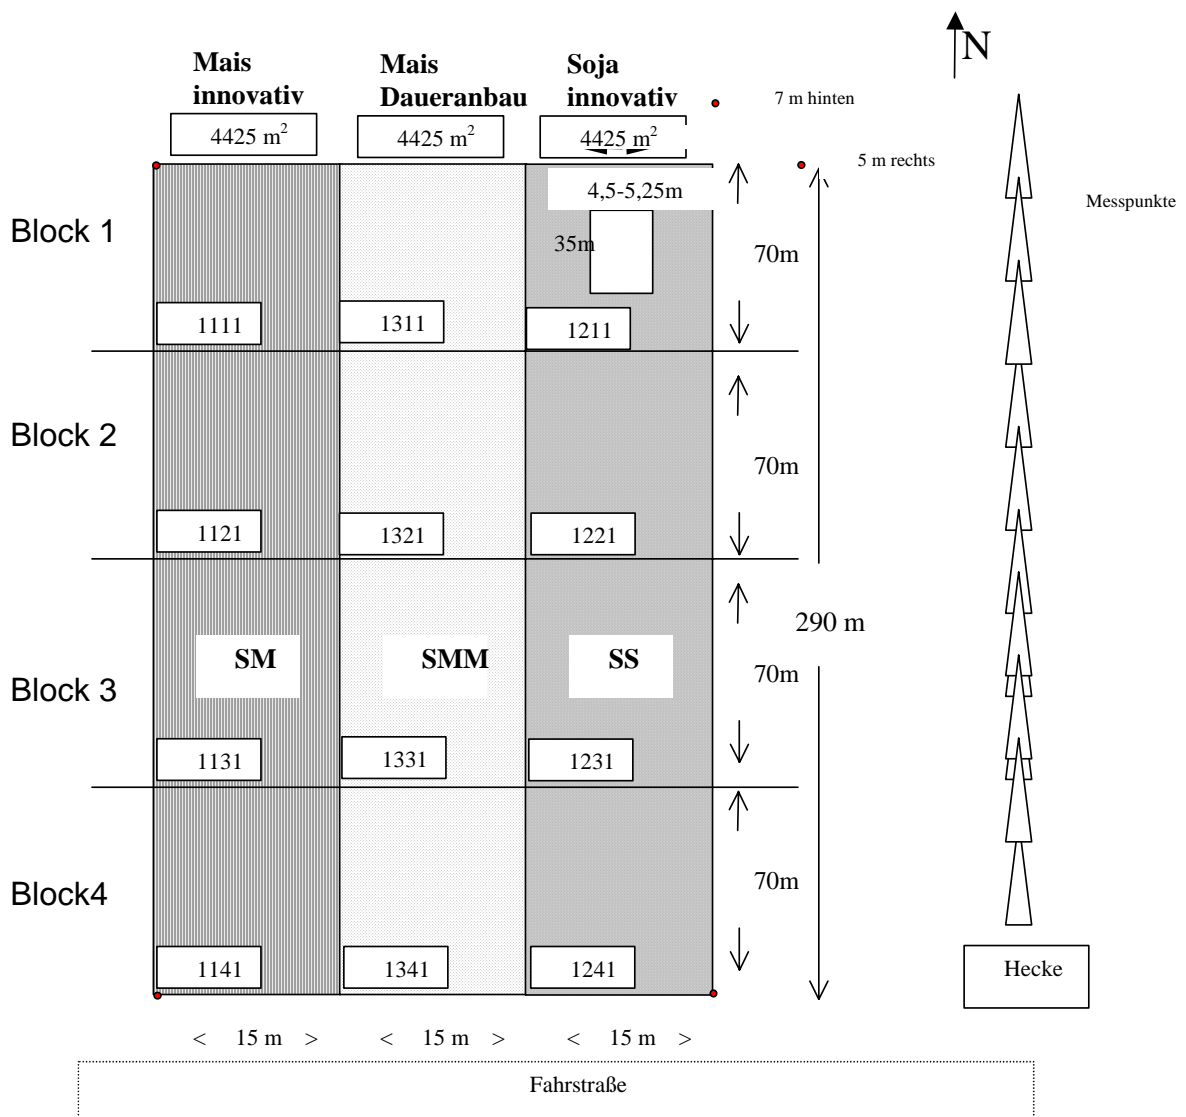 N
Mais
innovativ
Mais
Daueranbau
Soja
innovativ
7 m hinten
4425 m²
4425 m²
4425 m²
5 m rechts
4,5-5,25m
Messpunkte
Block 1
35m
70m
1111
1311
1211
Block 2
70m
1121
1321
1221
290 m
SM
SMM
SS
70m
Block 3
1131
1331
1231
Block4
70m
1141
1341
1241
Hecke
< 15 m >
< 15 m >
< 15 m >
Fahrstraße